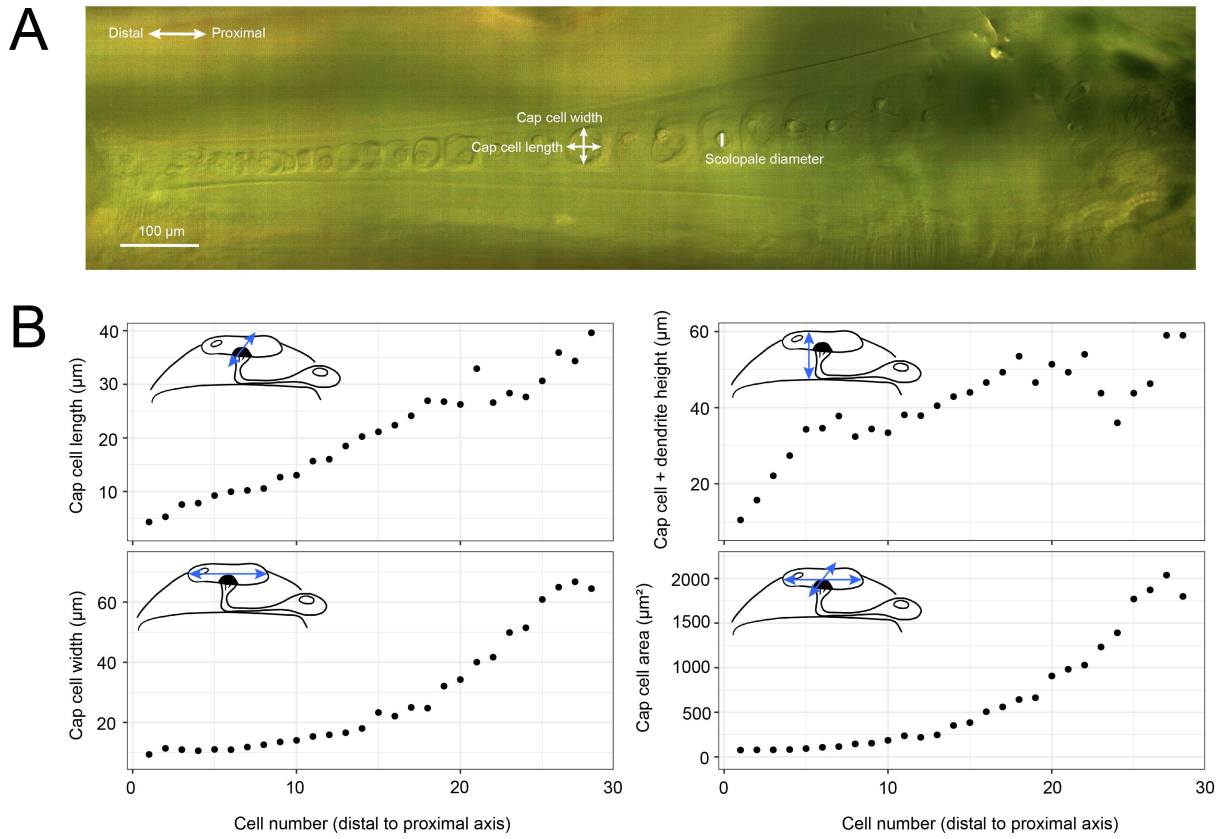 A
Distal
Proximal
Cap cell width
Cap cell length
Scolopale diameter
100 µm
B
Cap cell length (µm)
40
30
20
10
Cap cell + dendrite height (µm)
60
40
20
Cap cell width (µm)
60
40
20
0
10
20
30
Cell number (distal to proximal axis)
Cap cell area (µm²)
2000
1500
1000
500
0
0
10
20
30
Cell number (distal to proximal axis)